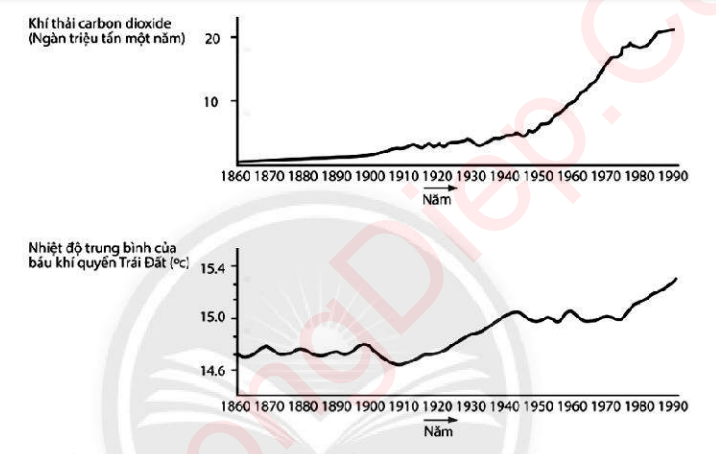 Khí thải carbon dioxide
(Ngàn triệu tấn một năm)
20
10
1860 1870 1880 1890 1900 1910 1920 1930 1940 1950 1960 1970 1980 1990
Năm
Nhiệt độ trung bình của
bầu khí quyển Trái Đất (ºc)
15.4
15.0
14.6
1860 1870 1880 1890 1900 1910 1920 1930 1940 1950 1960 1970 1980 1990
Năm
ongDiep.C